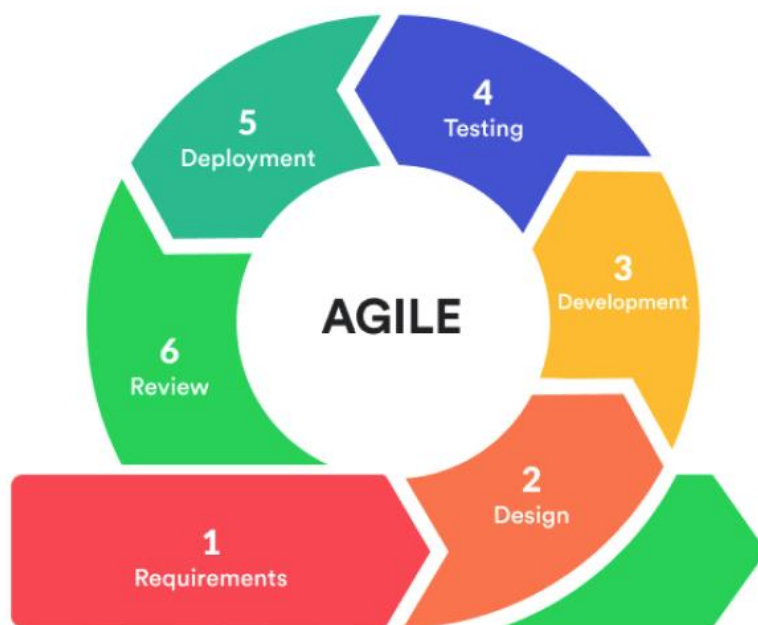 AGILE
1
Requirements
2
Design
3
Development
4
Testing
5
Deployment
6
Review